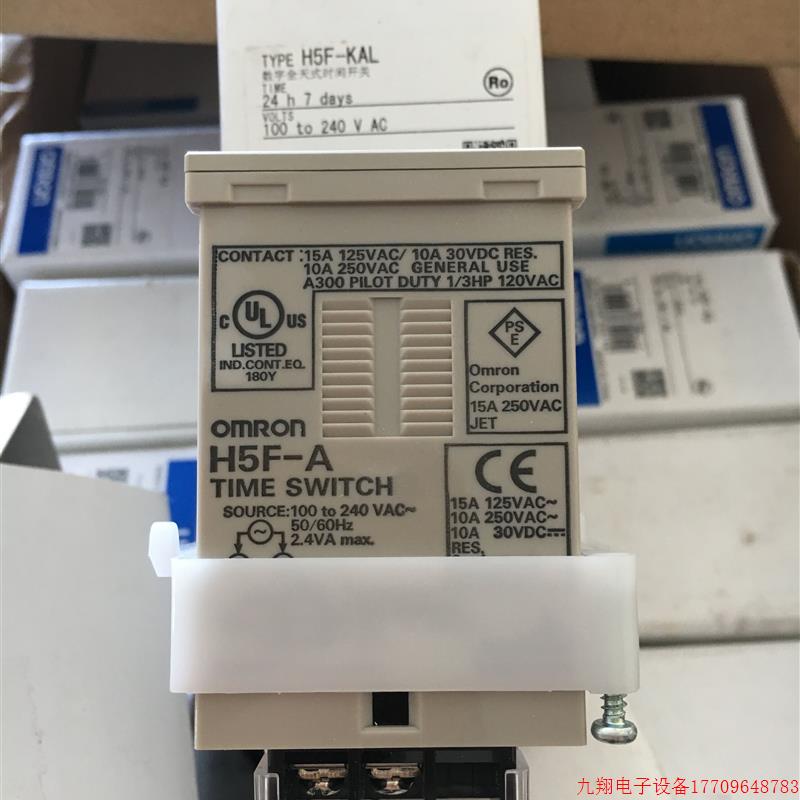 TYPE H5F-KAL
数字全天式时间开关
TIME
24 h 7 days
VOLTS
100 to 240 V AC
Ro
OMRON
OMRON
OMRON
CONTACT :15A 125VAC/ 10A 30VDC RES.
10A 250VAC GENERAL USE
A300 PILOT DUTY 1/3HP 120VAC
C UL US
LISTED
IND.CONT.EQ.
180Y
PS
E
Omron
Corporation
15A 250VAC
JET
OMRON
H5F-A
TIME SWITCH
SOURCE:100 to 240 VAC~
50/60Hz
2.4VA max.
CE
15A 125VAC~
10A 250VAC~
10A 30VDC⎓
RES.
九翔电子设备17709648783